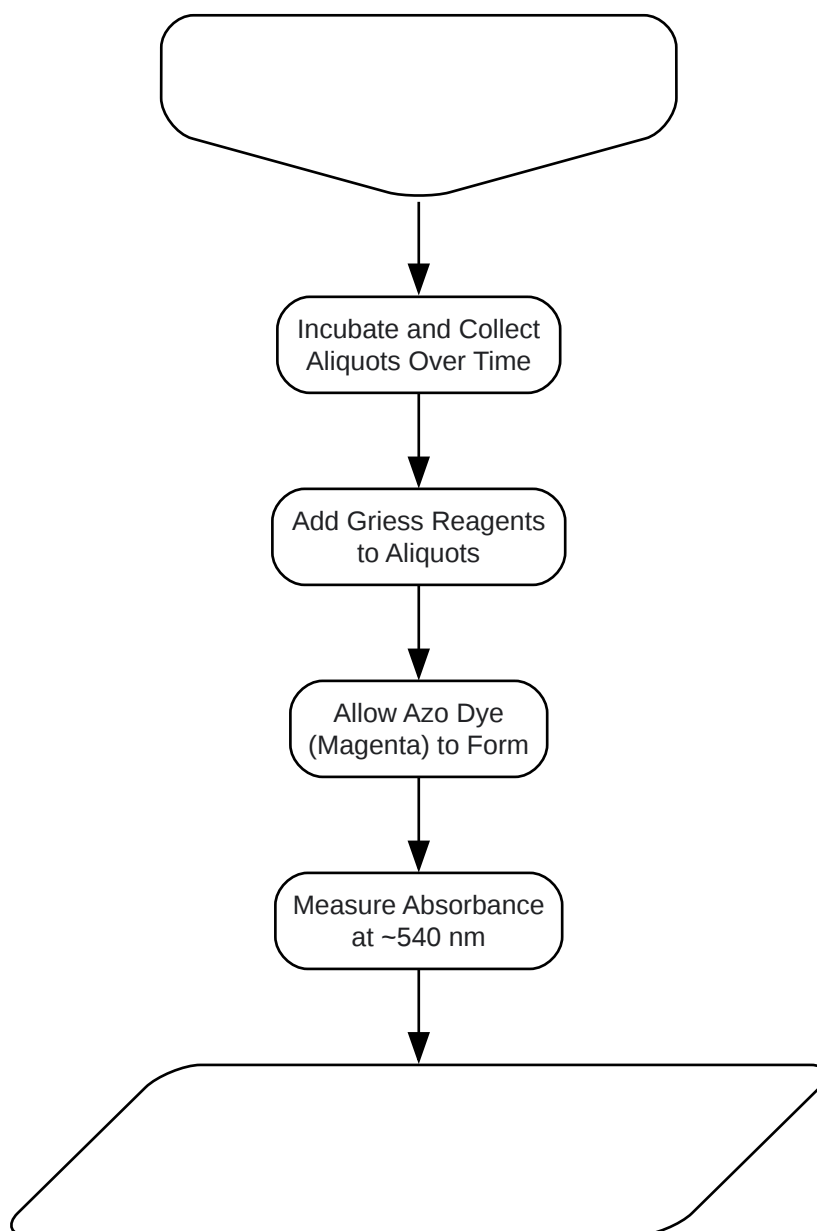 Incubate and Collect
Aliquots Over Time
Add Griess Reagents
to Aliquots
Allow Azo Dye
(Magenta) to Form
Measure Absorbance
at ~540 nm